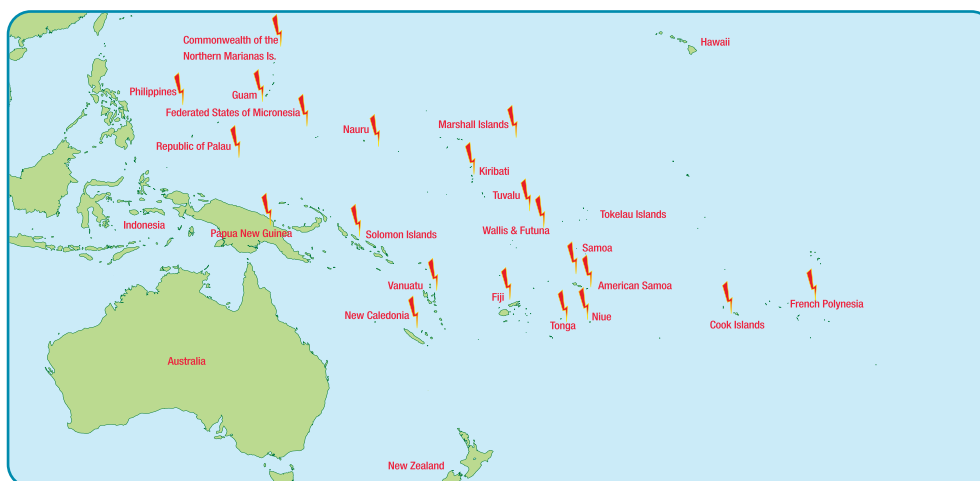 Commonwealth of the
Northern Marianas Is.
Hawaii
Philippines
Guam
Federated States of Micronesia
Nauru
Marshall Islands
Republic of Palau
Kiribati
Tuvalu
Tokelau Islands
Indonesia
Papua New Guinea
Solomon Islands
Wallis & Futuna
Samoa
Vanuatu
American Samoa
Fiji
French Polynesia
New Caledonia
Niue
Tonga
Cook Islands
Australia
New Zealand